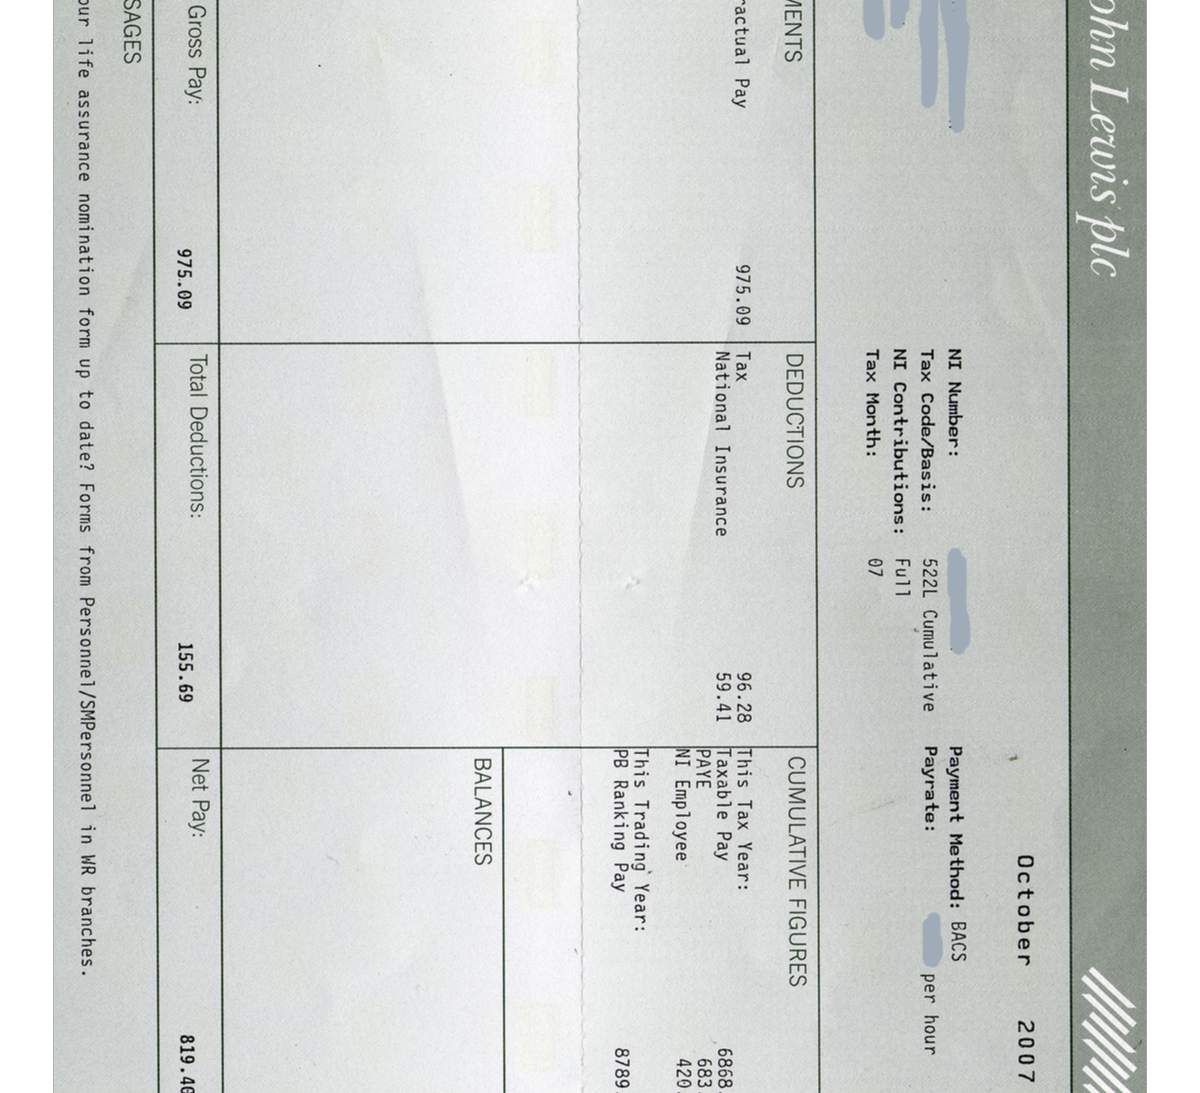 ohn Lewis plc
October 2007
NI Number:
Payment Method: BACS
Tax Code/Basis: 522L Cumulative
Payrate: per hour
NI Contributions: Full
Tax Month: 07
MENTS
DEDUCTIONS
CUMULATIVE FIGURES
ractual Pay 975.09
Tax 96.28
National Insurance 59.41
This Tax Year:
Taxable Pay 6868.
PAYE 683.
NI Employee 420.
This Trading Year:
PB Ranking Pay 8789.
BALANCES
Gross Pay: 975.09
Total Deductions: 155.69
Net Pay: 819.40
SAGES
our life assurance nomination form up to date? Forms from Personnel/SMPersonnel in WR branches.